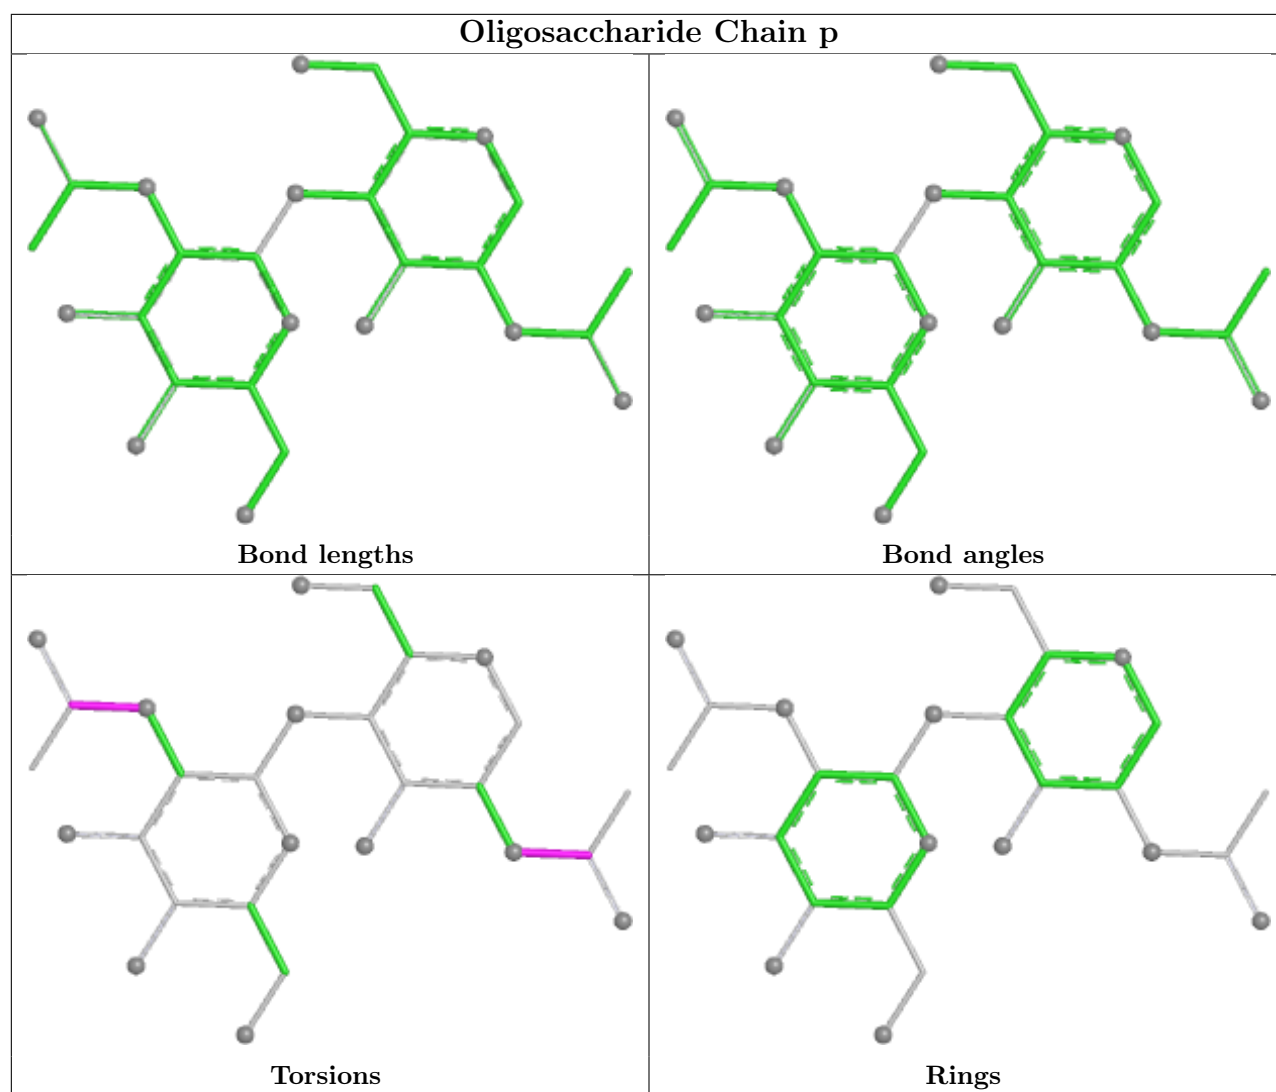 Oligosaccharide Chain p
Bond lengths
Bond angles
Torsions
Rings